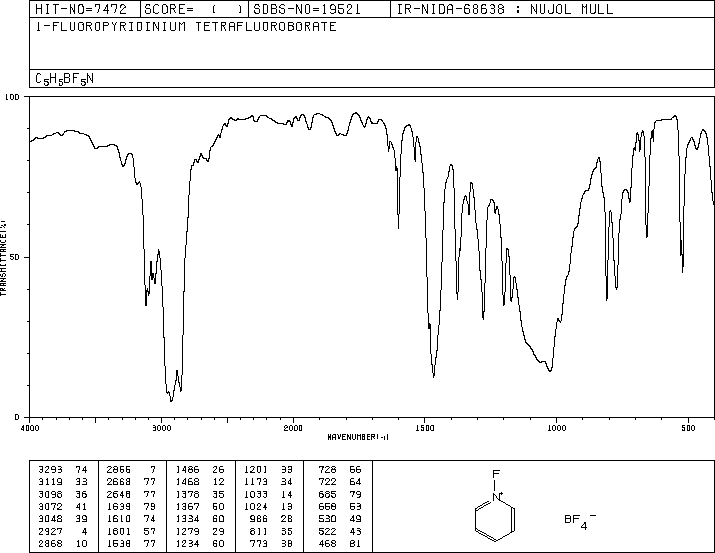 HIT-NO=7472 SCORE= ( ) SDBS-NO=19521 IR-NIDA-68638 : NUJOL MULL
1-FLUOROPYRIDINIUM TETRAFLUOROBORATE
C5H5BF5N
100
TRANSMITTANCE(%)
50
0
4000 3000 2000 1500 1000 500
WAVENUMBER(-1)
3293 74 2855 7 1486 26 1201 33 728 66
3119 33 2668 77 1468 12 1173 34 722 64
3098 36 2648 77 1378 35 1033 14 685 79
3072 41 1639 79 1367 60 1024 13 658 53
3048 39 1610 74 1334 60 986 28 530 49
2927 4 1601 57 1279 29 811 35 522 43
2868 10 1538 77 1234 60 773 38 468 81
F
N+
BF4−